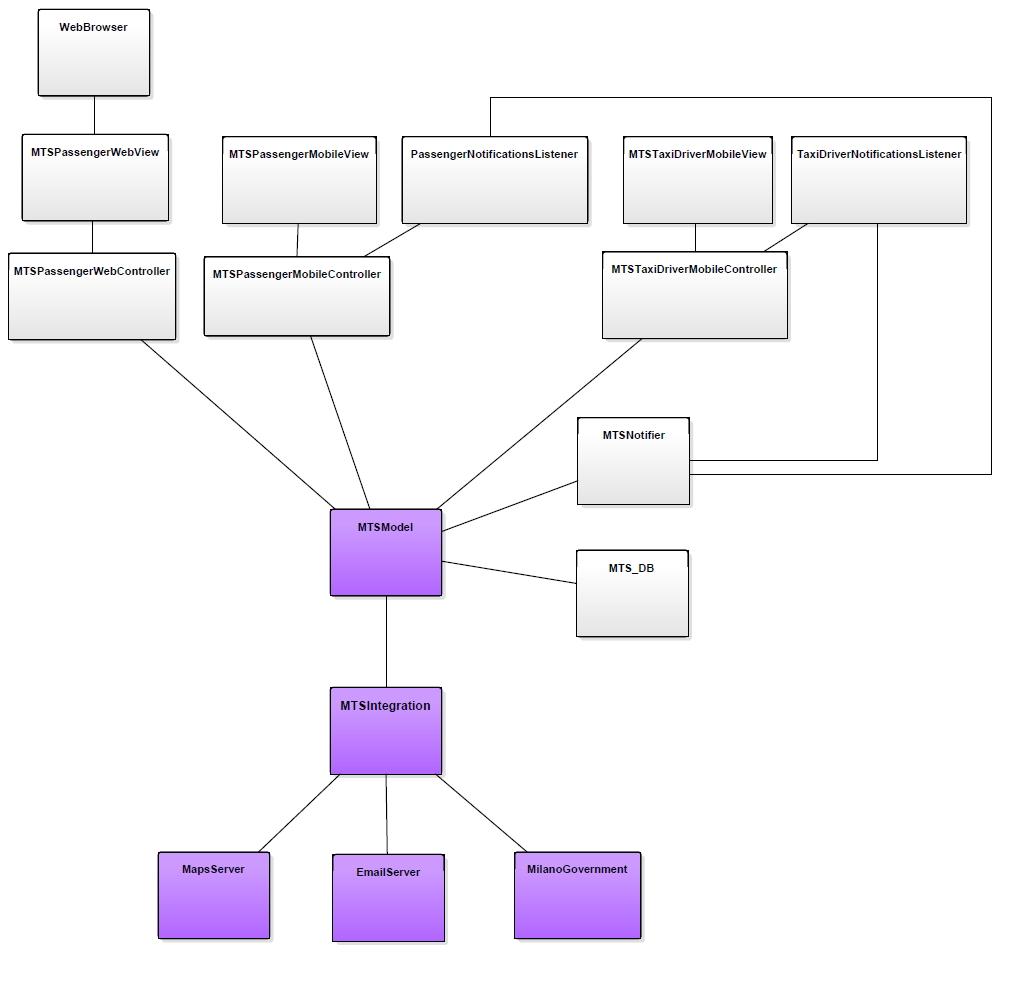 WebBrowser
MTSPassengerWebView
MTSPassengerMobileView
PassengerNotificationsListener
MTSTaxiDriverMobileView
TaxiDriverNotificationsListener
MTSPassengerWebController
MTSPassengerMobileController
MTSTaxiDriverMobileController
MTSNotifier
MTSModel
MTS_DB
MTSIntegration
MapsServer
EmailServer
MilanoGovernment